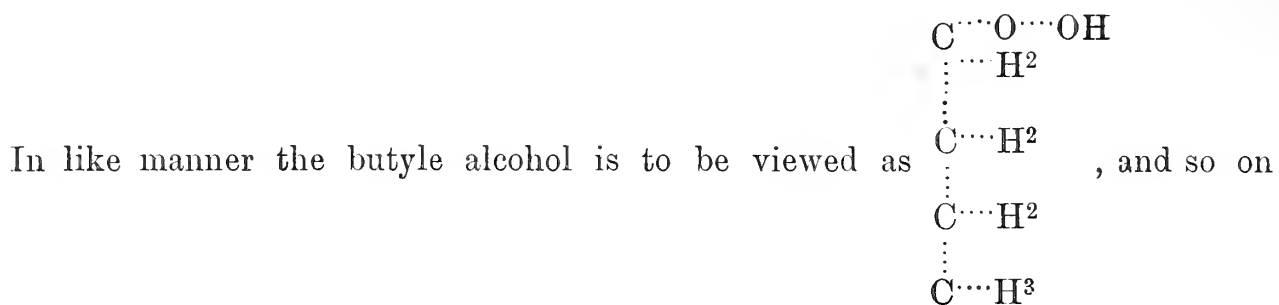 C····O····OH
···· H²
In like manner the butyle alcohol is to be viewed as C····H² , and so on
C····H²
C····H³